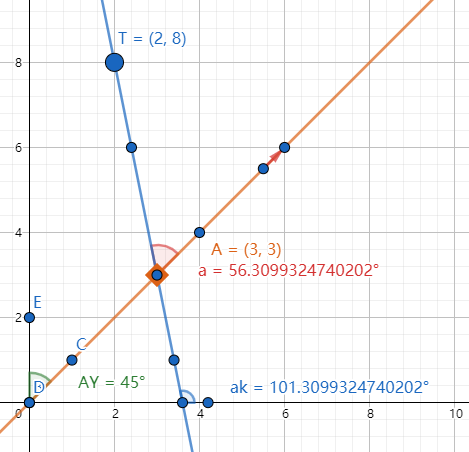 T = (2, 8)
8
6
4
A = (3, 3)
a = 56.3099324740202°
E
2
C
D
AY = 45°
ak = 101.3099324740202°
0
2
4
6
8
10